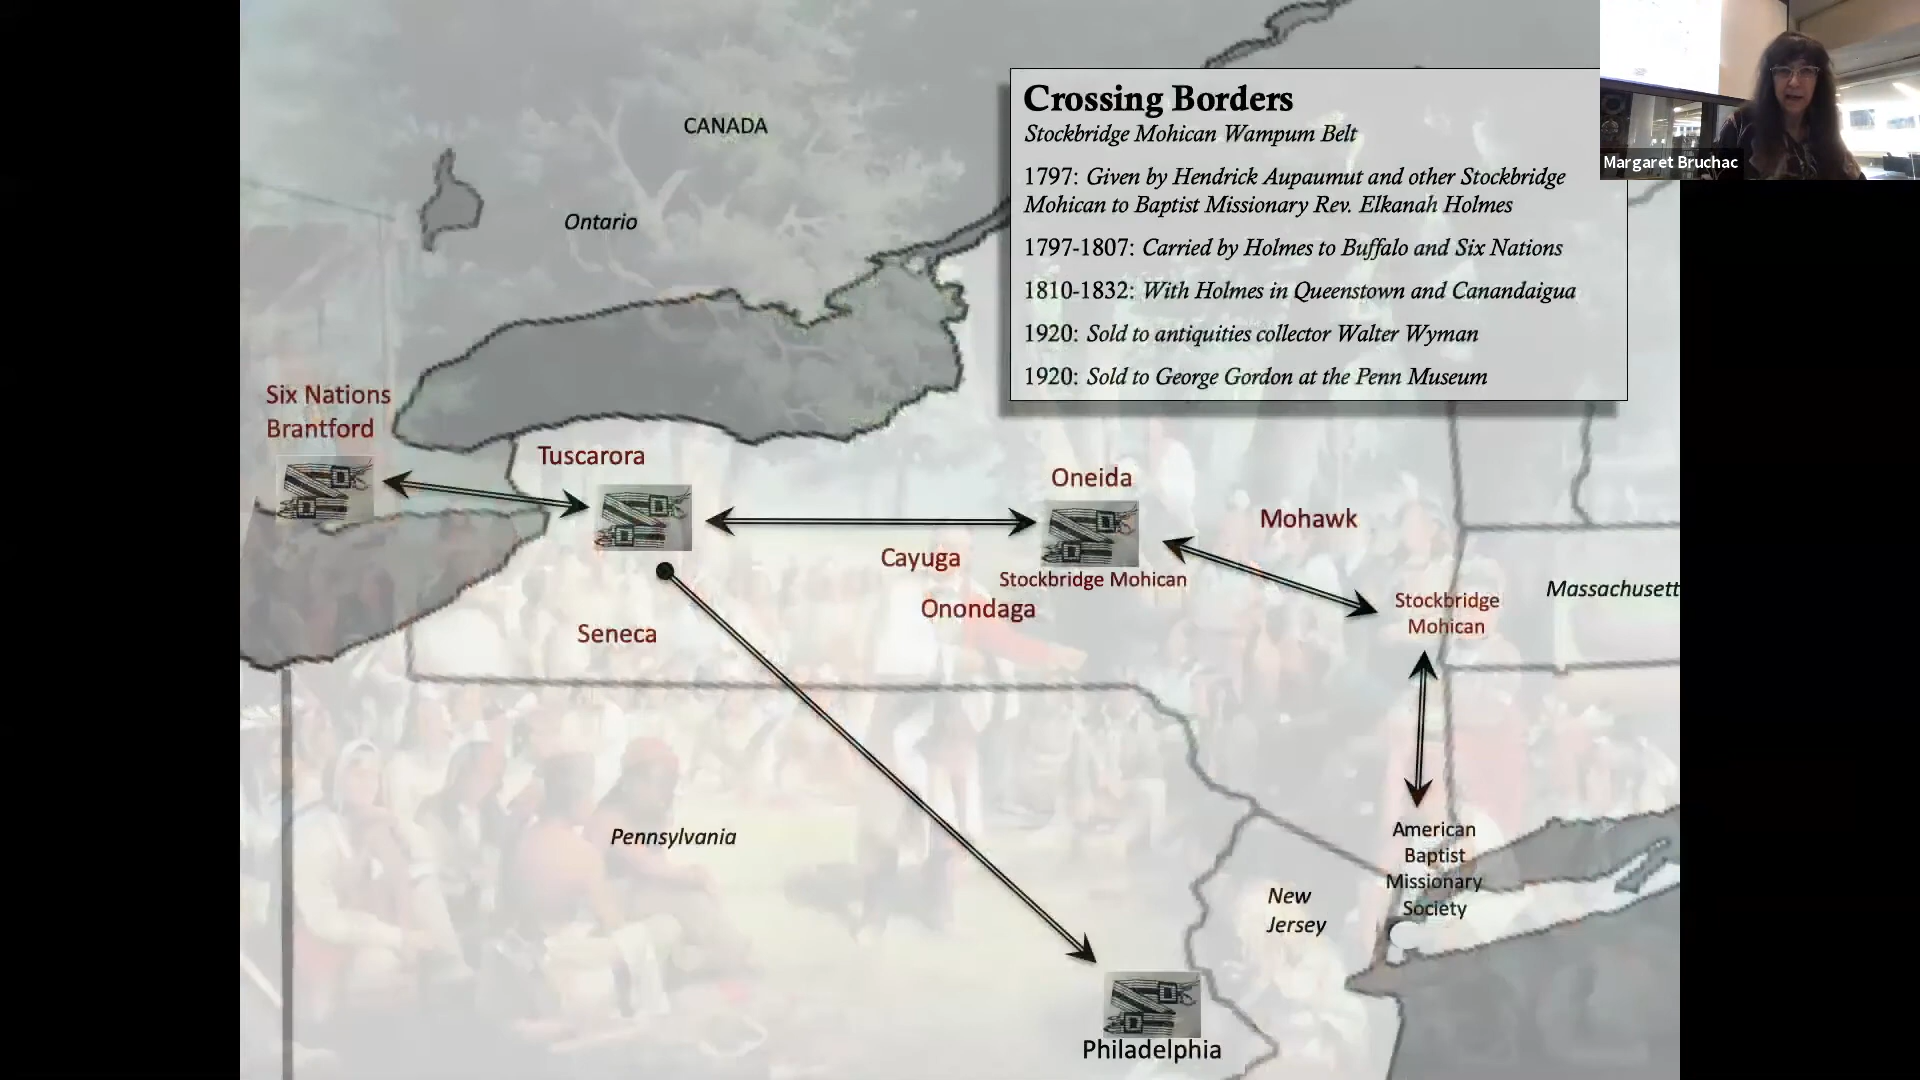 Crossing Borders
Stockbridge Mohican Wampum Belt
1797: Given by Hendrick Aupaumut and other Stockbridge
Mohican to Baptist Missionary Rev. Elkanah Holmes
1797-1807: Carried by Holmes to Buffalo and Six Nations
1810-1832: With Holmes in Queenstown and Canandaigua
1920: Sold to antiquities collector Walter Wyman
1920: Sold to George Gordon at the Penn Museum
Margaret Bruchac
CANADA
Ontario
Six Nations
Brantford
Tuscarora
Oneida
Mohawk
Cayuga
Stockbridge Mohican
Onondaga
Seneca
Stockbridge
Mohican
Massachusett
Pennsylvania
American
Baptist
Missionary
Society
New
Jersey
Philadelphia